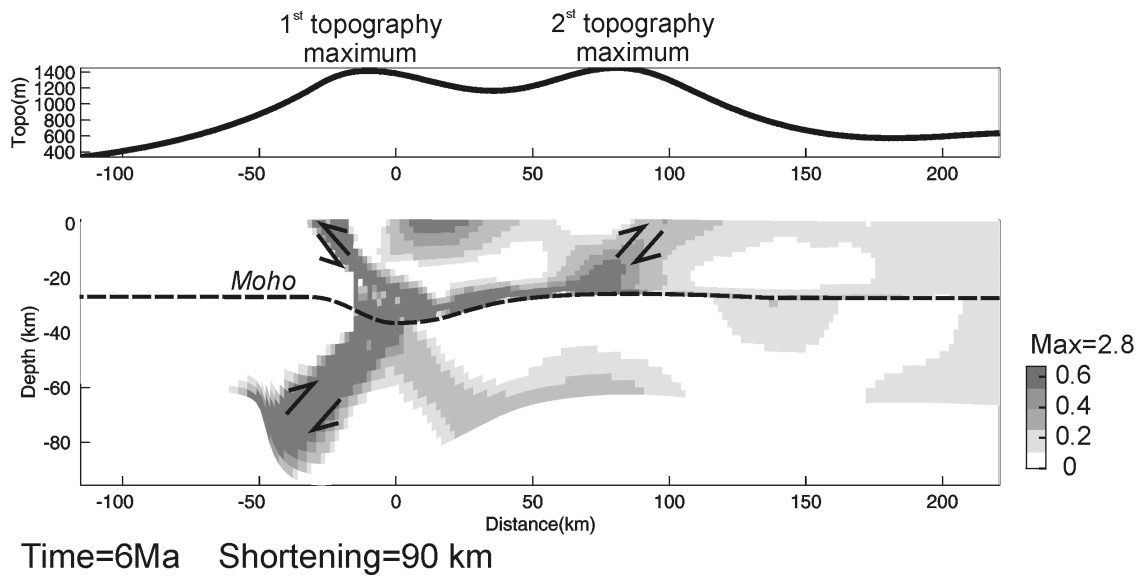 1st topography
maximum
2st topography
maximum
Topo(m)
1400
1200
1000
800
600
400
-100
-50
0
50
100
150
200
Depth (km)
0
-20
-40
-60
-80
Moho
-100
-50
0
50
100
150
200
Distance(km)
Max=2.8
0.6
0.4
0.2
0
Time=6Ma Shortening=90 km